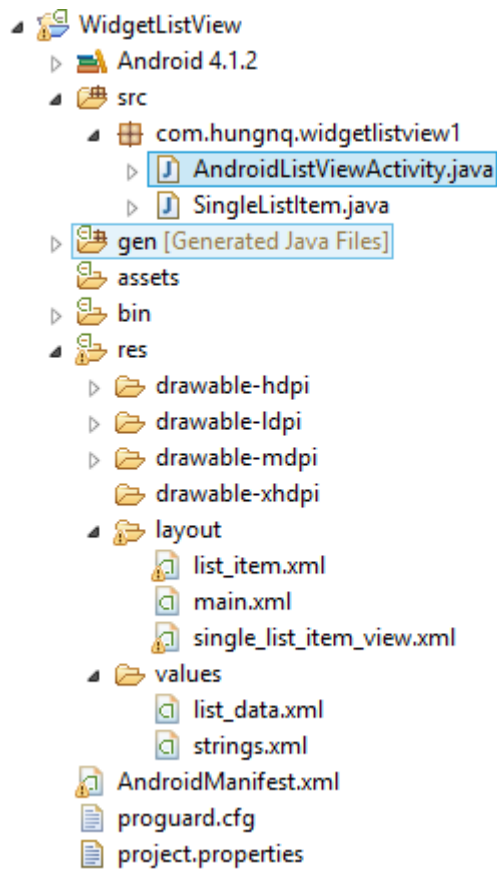 WidgetListView
Android 4.1.2
src
com.hungnq.widgetlistview1
AndroidListViewActivity.java
SingleListItem.java
gen [Generated Java Files]
assets
bin
res
drawable-hdpi
drawable-ldpi
drawable-mdpi
drawable-xhdpi
layout
list_item.xml
main.xml
single_list_item_view.xml
values
list_data.xml
strings.xml
AndroidManifest.xml
proguard.cfg
project.properties